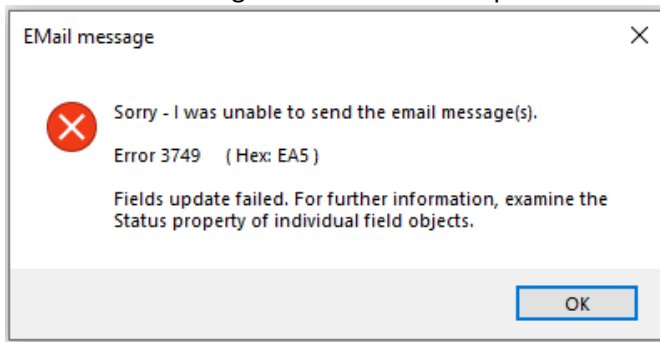 EMail message
Sorry - I was unable to send the email message(s).
Error 3749 ( Hex: EA5 )
Fields update failed. For further information, examine the
Status property of individual field objects.
OK